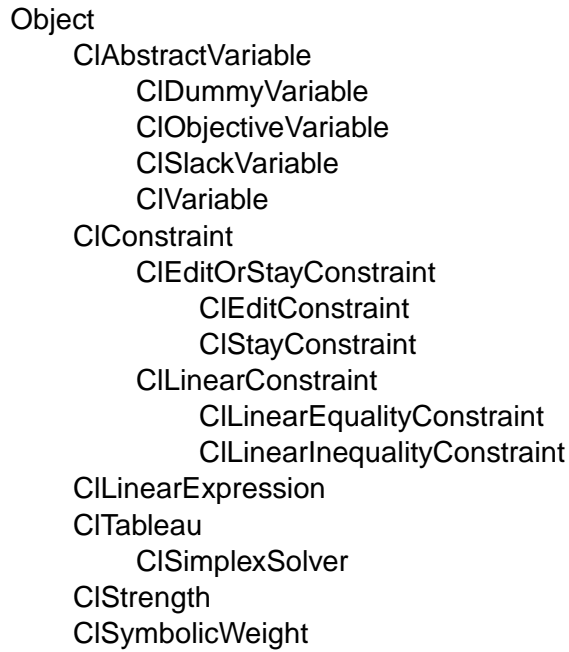 Object
ClAbstractVariable
ClDummyVariable
ClObjectiveVariable
ClSlackVariable
ClVariable
ClConstraint
ClEditOrStayConstraint
ClEditConstraint
ClStayConstraint
ClLinearConstraint
ClLinearEqualityConstraint
ClLinearInequalityConstraint
ClLinearExpression
ClTableau
ClSimplexSolver
ClStrength
ClSymbolicWeight